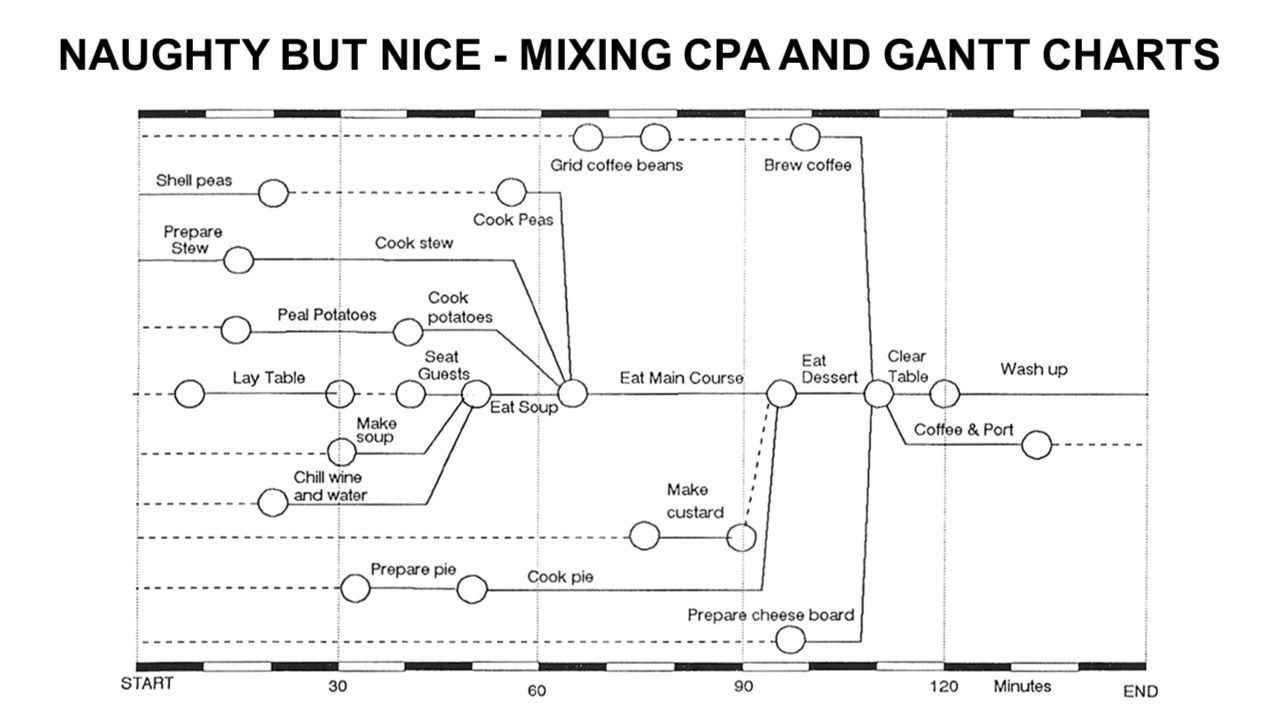 NAUGHTY BUT NICE - MIXING CPA AND GANTT CHARTS
Grid coffee beans
Brew coffee
Shell peas
Cook Peas
Prepare
Stew
Cook stew
Peal Potatoes
Cook
potatoes
Lay Table
Seat
Guests
Eat Soup
Eat Main Course
Eat
Dessert
Clear
Table
Wash up
Make
soup
Coffee & Port
Chill wine
and water
Make
custard
Prepare pie
Cook pie
Prepare cheese board
START
30
60
90
120
Minutes
END